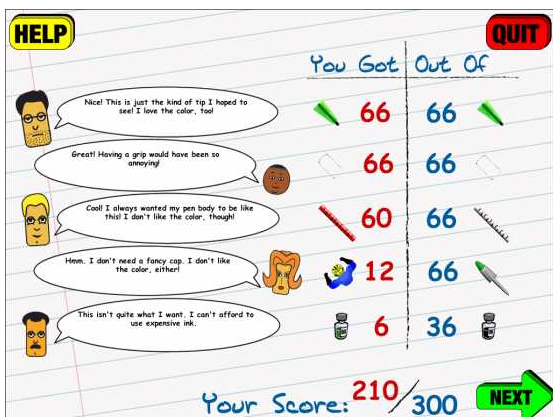 HELP
QUIT
You Got Out Of
Nice! This is just the kind of tip I hoped to
see! I love the color, too!
66 66
Great! Having a grip would have been so
annoying!
66 66
Cool! I always wanted my pen body to be like
this! I don't like the color, though!
60 66
Hmm. I don't need a fancy cap. I don't like
the color, either!
12 66
This isn't quite what I want. I can't afford to
use expensive ink.
6 36
Your Score: 210/300
NEXT